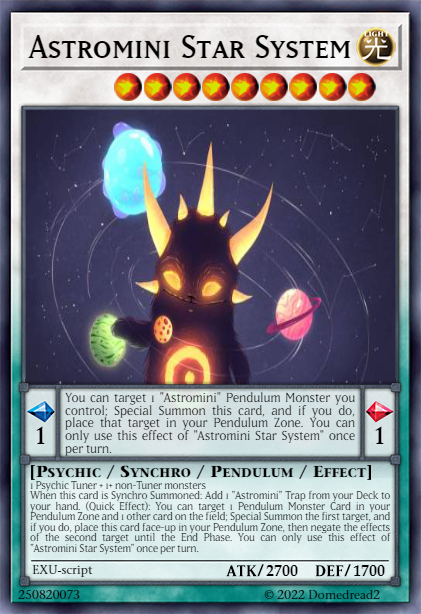 Astromini Star System
LIGHT
光
You can target 1 "Astromini" Pendulum Monster you
control; Special Summon this card, and if you do,
place that target in your Pendulum Zone. You can
only use this effect of "Astromini Star System" once
per turn.
1
1
[Psychic / Synchro / Pendulum / Effect]
1 Psychic Tuner + 1+ non-Tuner monsters
When this card is Synchro Summoned: Add 1 "Astromini" Trap from your Deck to
your hand. (Quick Effect): You can target 1 Pendulum Monster Card in your
Pendulum Zone and 1 other card on the field; Special Summon the first target, and
if you do, place this card face-up in your Pendulum Zone, then negate the effects
of the second target until the End Phase. You can only use this effect of
"Astromini Star System" once per turn.
EXU-script
ATK/2700 DEF/1700
250820073
© 2022 Domedread2